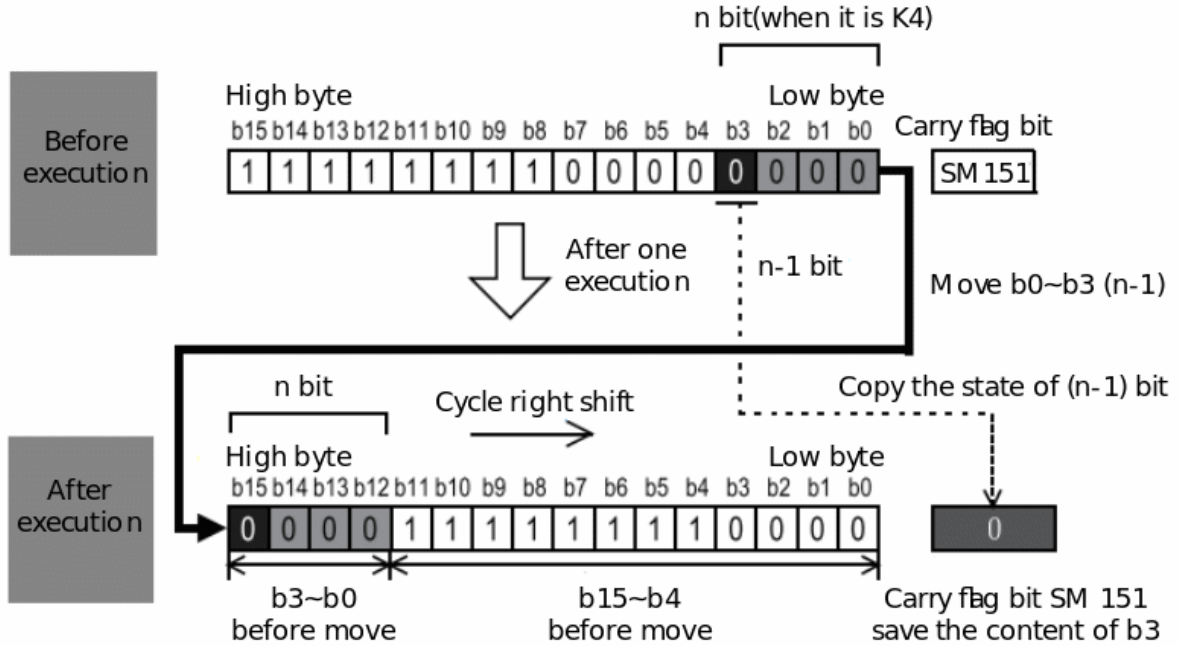 n bit(when it is K4)
High byte
Low byte
Before
execution
b15 b14 b13 b12 b11 b10 b9 b8 b7 b6 b5 b4 b3 b2 b1 b0
Carry flag bit
1 1 1 1 1 1 1 1 0 0 0 0 0 0 0 0
SM 151
After one
execution
n-1 bit
Move b0~b3 (n-1)
n bit
Cycle right shift
Copy the state of (n-1) bit
High byte
Low byte
After
execution
b15 b14 b13 b12 b11 b10 b9 b8 b7 b6 b5 b4 b3 b2 b1 b0
0 0 0 0 1 1 1 1 1 1 1 1 0 0 0 0
0
b3~b0
before move
b15~b4
before move
Carry flag bit SM 151
save the content of b3